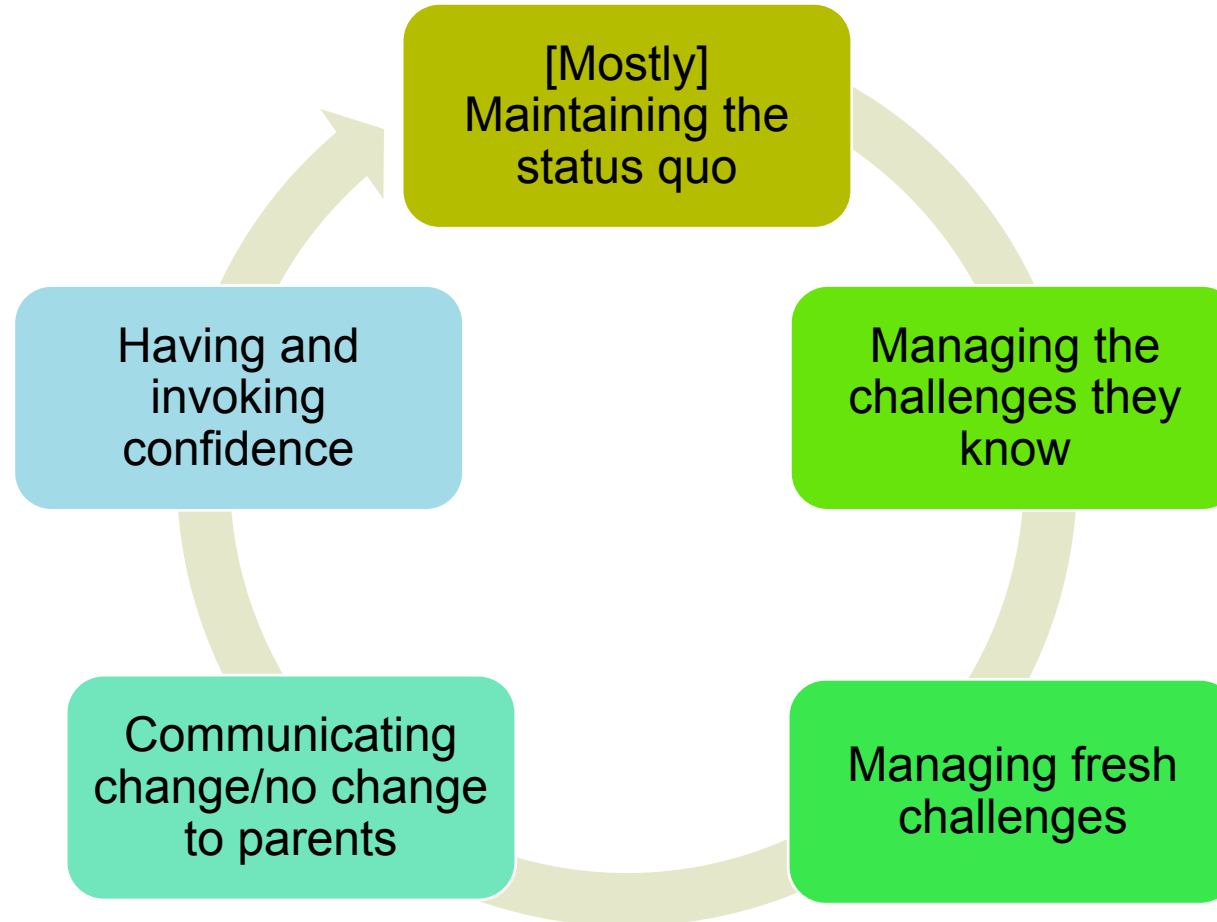 [Mostly]
Maintaining the
status quo
Managing the
challenges they
know
Managing fresh
challenges
Communicating
change/no change
to parents
Having and
invoking
confidence